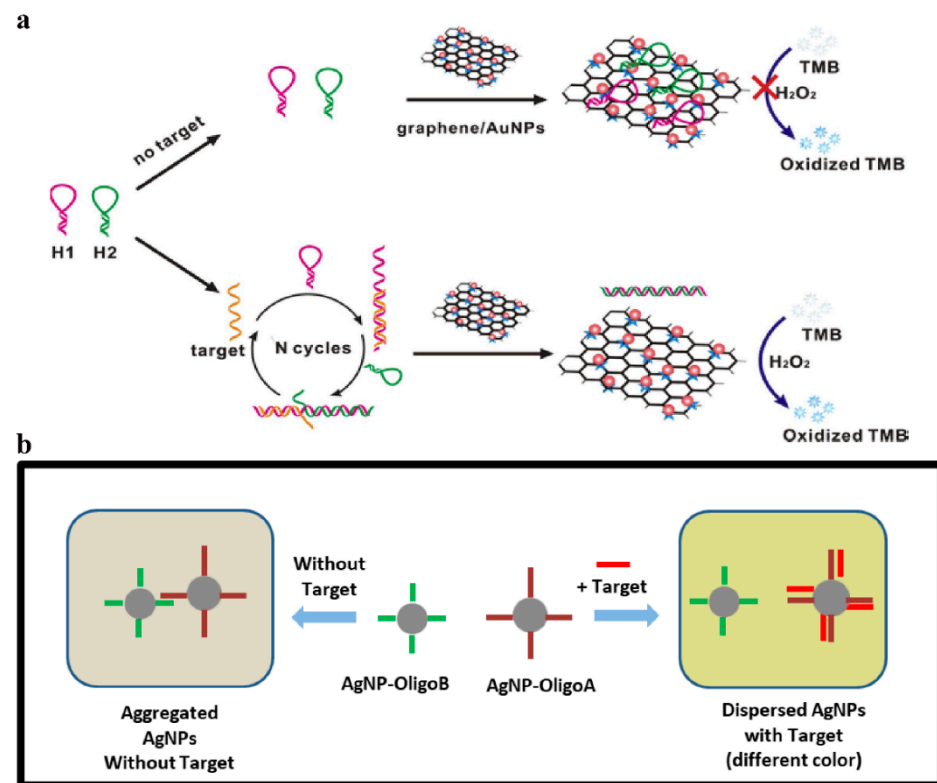 a
TMB
H₂O₂
graphene/AuNPs
Oxidized TMB
no target
H1 H2
target
N cycles
TMB
H₂O₂
Oxidized TMB
b
Without
Target
+ Target
AgNP-OligoB
AgNP-OligoA
Aggregated
AgNPs
Without Target
Dispersed AgNPs
with Target
(different color)